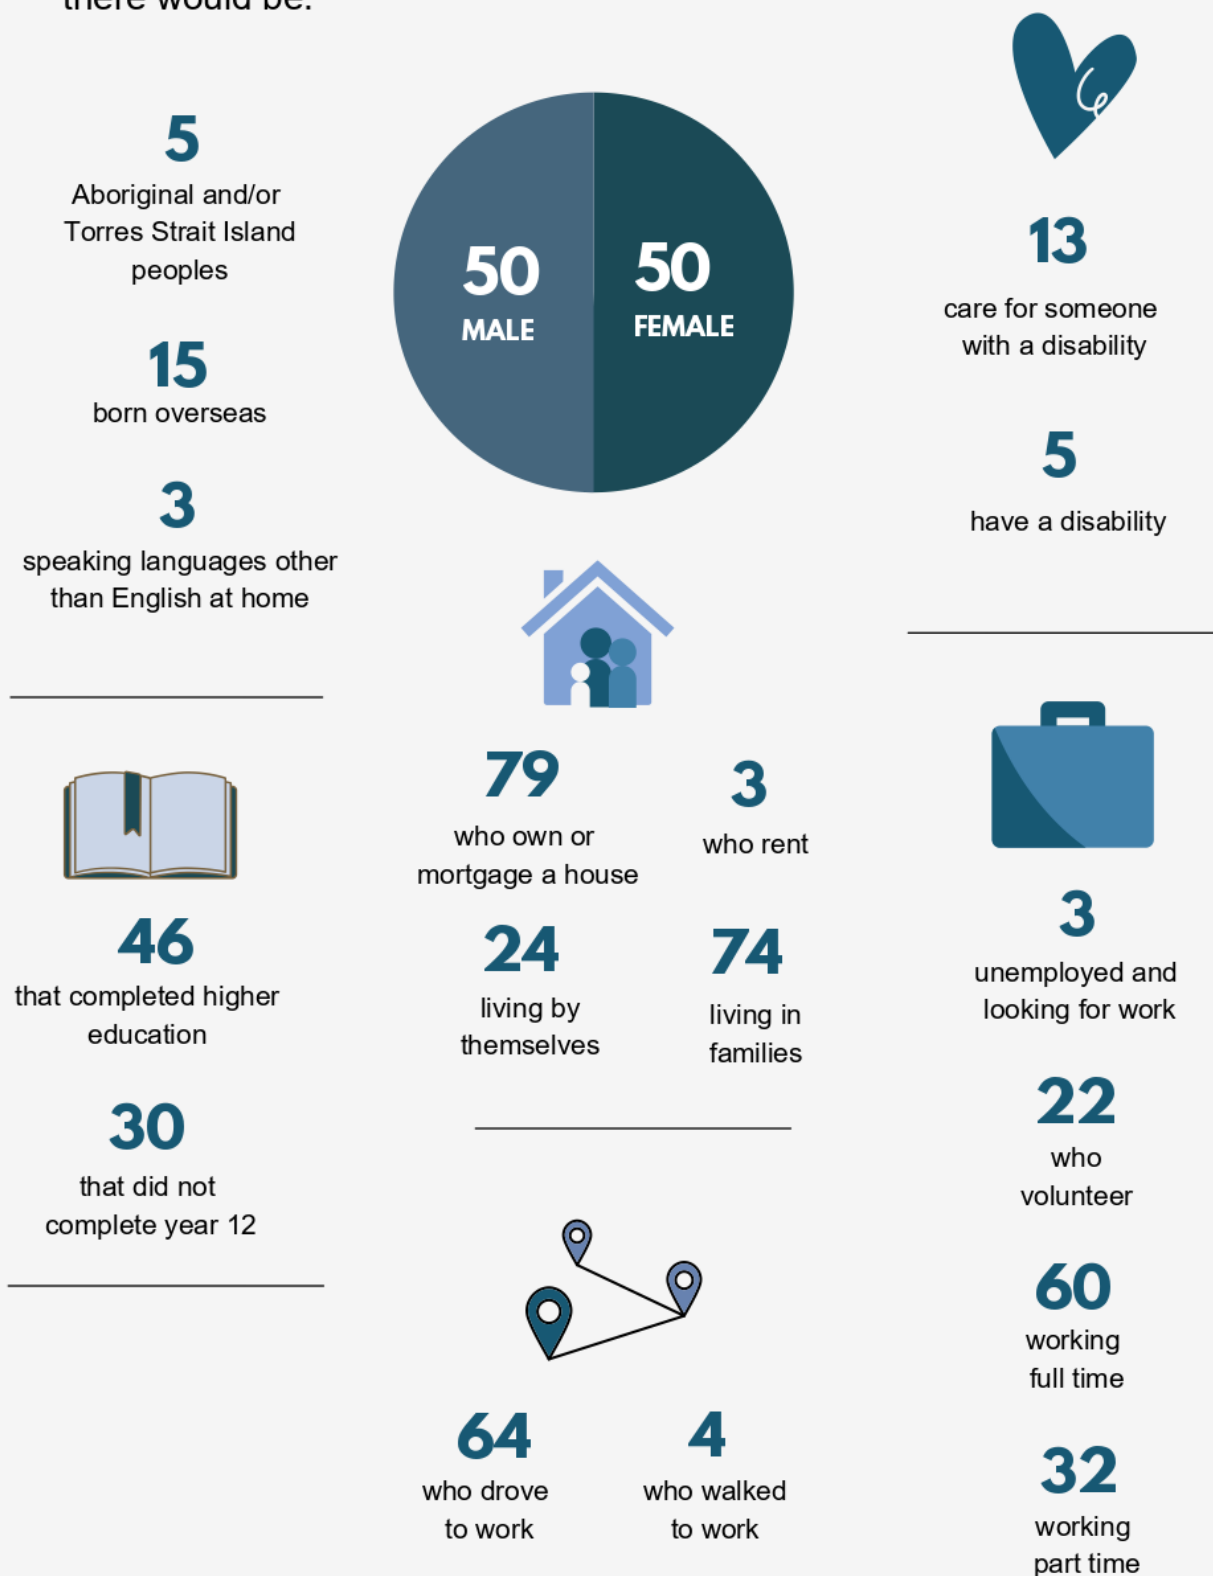 there would be:
5
Aboriginal and/or
Torres Strait Island
peoples
15
born overseas
3
speaking languages other
than English at home
50
MALE
50
FEMALE
13
care for someone
with a disability
5
have a disability
46
that completed higher
education
30
that did not
complete year 12
79
who own or
mortgage a house
3
who rent
24
living by
themselves
74
living in
families
64
who drove
to work
4
who walked
to work
3
unemployed and
looking for work
22
who
volunteer
60
working
full time
32
working
part time